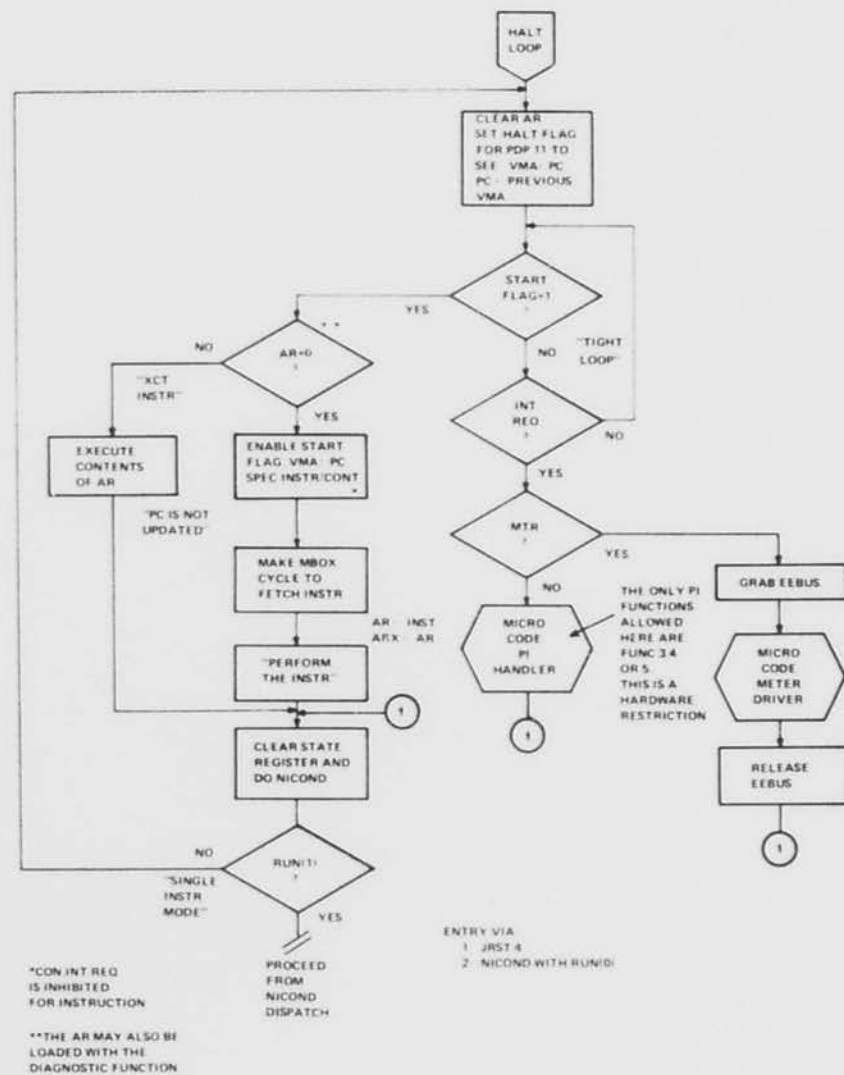 HALT
LOOP
CLEAR AR
SET HALT FLAG
FOR PDP 11 TO
SEE VMA PC
PC PREVIOUS
VMA
START
FLAG=1
?
YES
NO
"TIGHT
LOOP"
* *
AR=0
?
NO
"XCT
INSTR"
YES
INT
REQ
?
NO
YES
EXECUTE
CONTENTS
OF AR
ENABLE START
FLAG VMA PC
SPEC INSTR/CONT
*
"PC IS NOT
UPDATED"
MTR
?
YES
NO
MAKE MBOX
CYCLE TO
FETCH INSTR
AR INST
ARX AR
THE ONLY PI
FUNCTIONS
ALLOWED
HERE ARE
FUNC 3,4
OR 5.
THIS IS A
HARDWARE
RESTRICTION
GRAB EEBUS
MICRO
CODE
PI
HANDLER
MICRO
CODE
METER
DRIVER
"PERFORM
THE INSTR"
1
1
CLEAR STATE
REGISTER AND
DO NICOND
RELEASE
EEBUS
1
NO
RUN(1)
?
"SINGLE
INSTR
MODE"
YES
PROCEED
FROM
NICOND
DISPATCH
ENTRY VIA
1 JRST 4
2 NICOND WITH RUN(0)
*CON INT REQ
IS INHIBITED
FOR INSTRUCTION
**THE AR MAY ALSO BE
LOADED WITH THE
DIAGNOSTIC FUNCTION